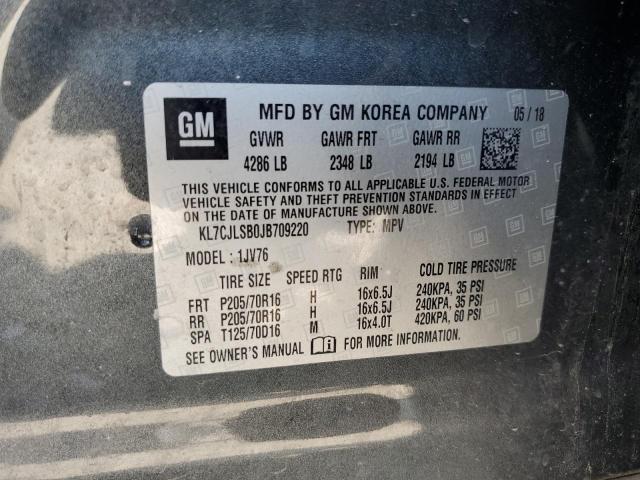 GM
MFD BY GM KOREA COMPANY 05 / 18
GVWR GAWR FRT GAWR RR
4286 LB 2348 LB 2194 LB
THIS VEHICLE CONFORMS TO ALL APPLICABLE U.S. FEDERAL MOTOR
VEHICLE SAFETY AND THEFT PREVENTION STANDARDS IN EFFECT
ON THE DATE OF MANUFACTURE SHOWN ABOVE.
KL7CJLSB0JB709220 TYPE: MPV
MODEL : 1JV76
TIRE SIZE SPEED RTG RIM COLD TIRE PRESSURE
FRT P205/70R16 H 16x6.5J 240KPA, 35 PSI
RR P205/70R16 H 16x6.5J 240KPA, 35 PSI
SPA T125/70D16 M 16x4.0T 420KPA, 60 PSI
SEE OWNER'S MANUAL FOR MORE INFORMATION.